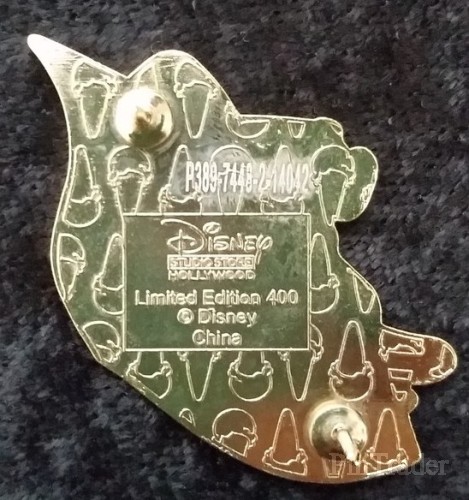 P389-7448-2-14042
Disney
STUDIO STORE
HOLLYWOOD
Limited Edition 400
© Disney
China
PinTrader